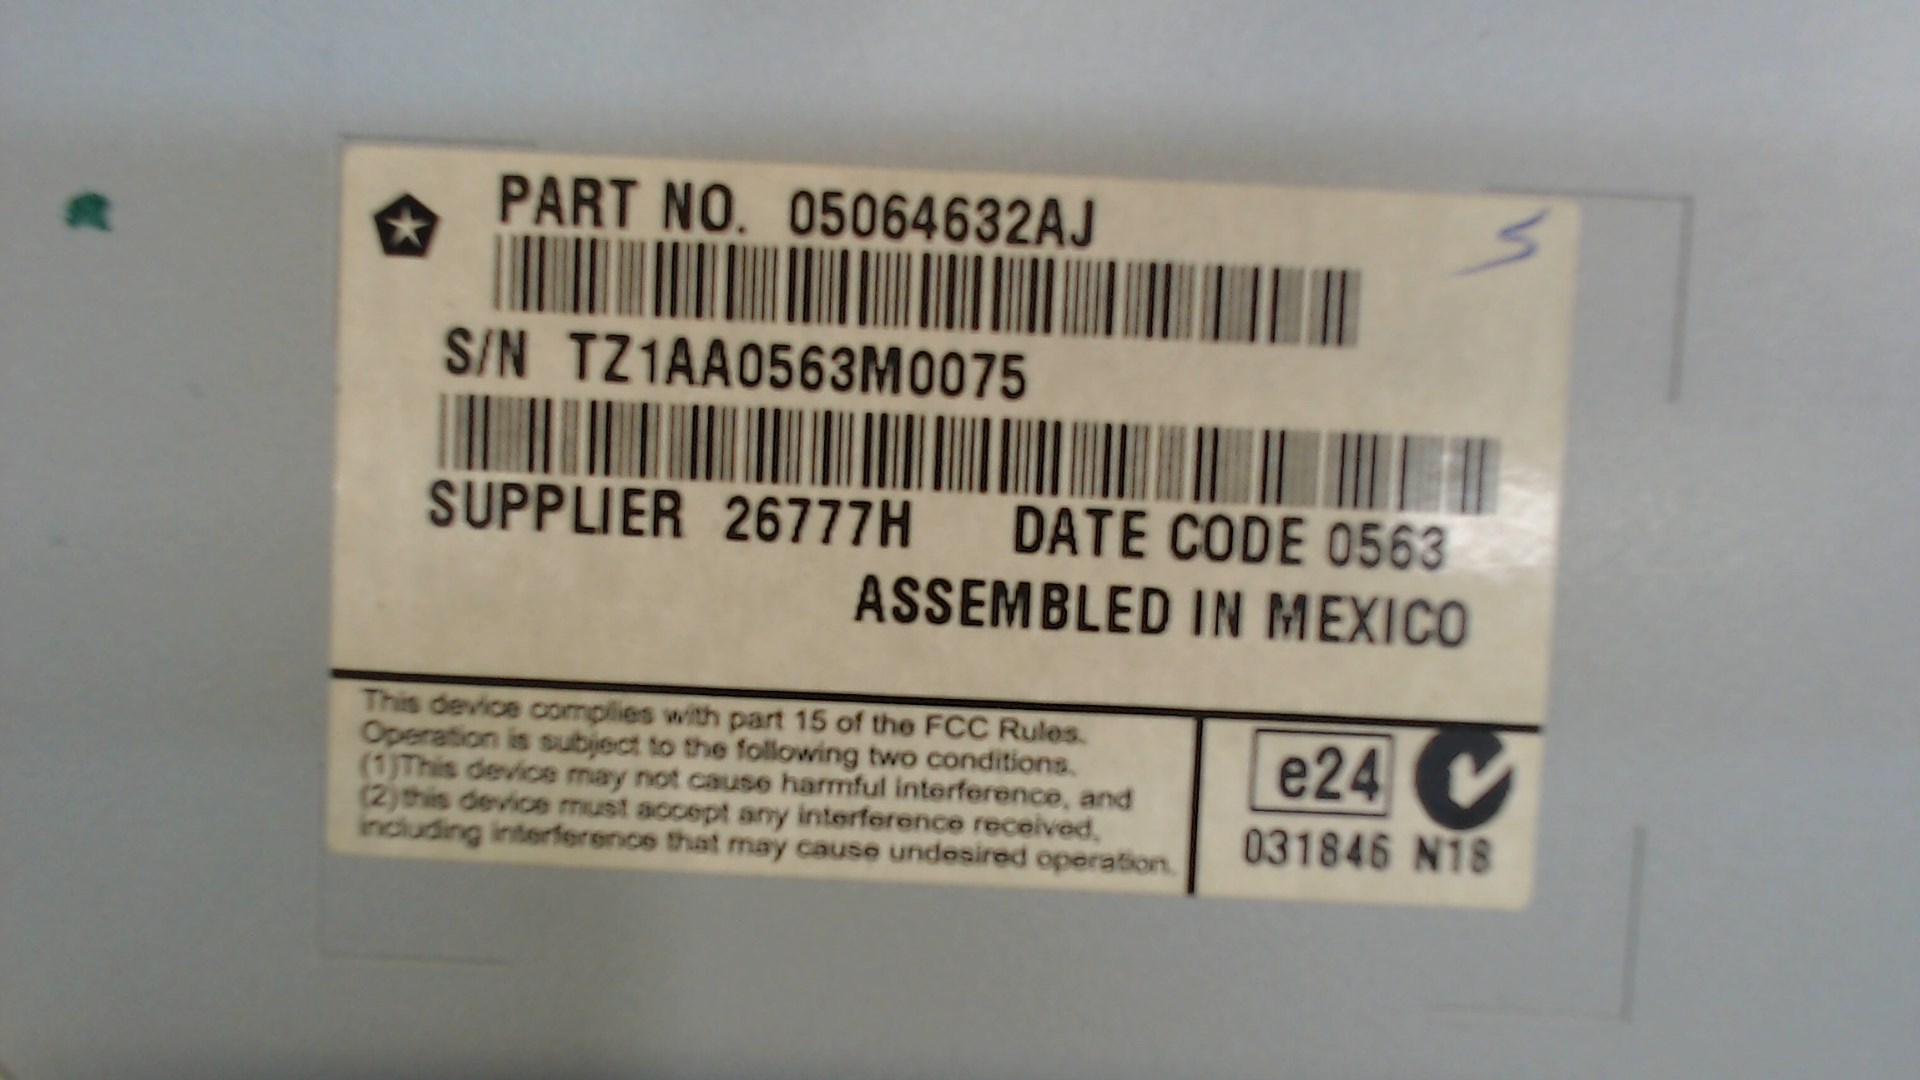 PART NO. 05064632AJ
S/N TZ1AA0563M0075
SUPPLIER 26777H DATE CODE 0563
ASSEMBLED IN MEXICO
This device complies with part 15 of the FCC Rules.
Operation is subject to the following two conditions.
(1)This device may not cause harmful interference, and
(2)this device must accept any interference received,
including interference that may cause undesired operation.
e24
031846 N18